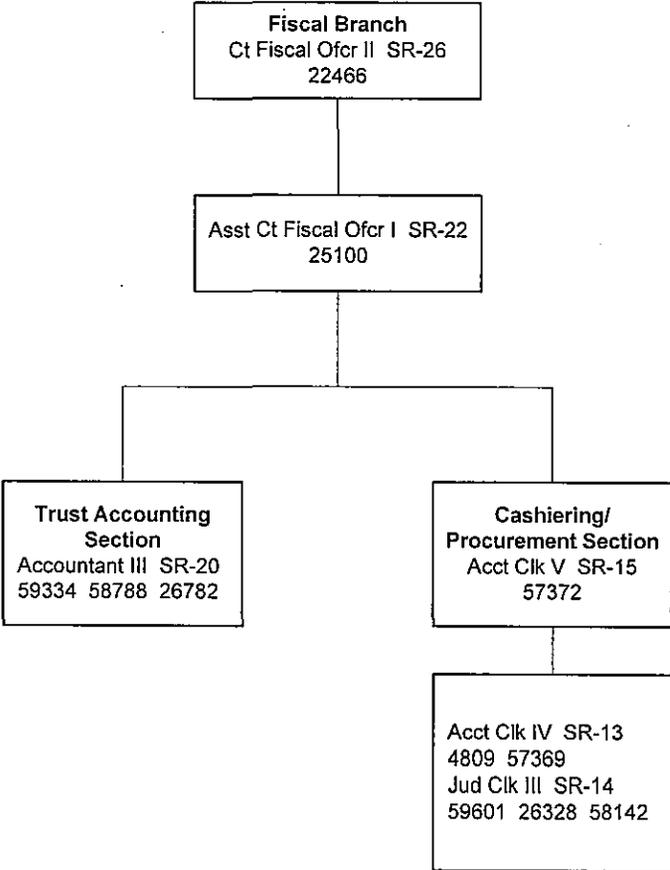 Fiscal Branch
Ct Fiscal Ofcr II SR-26
22466
Asst Ct Fiscal Ofcr I SR-22
25100
Trust Accounting
Section
Accountant III SR-20
59334 58788 26782
Cashiering/
Procurement Section
Acct Clk V SR-15
57372
Acct Clk IV SR-13
4809 57369
Jud Clk III SR-14
59601 26328 58142